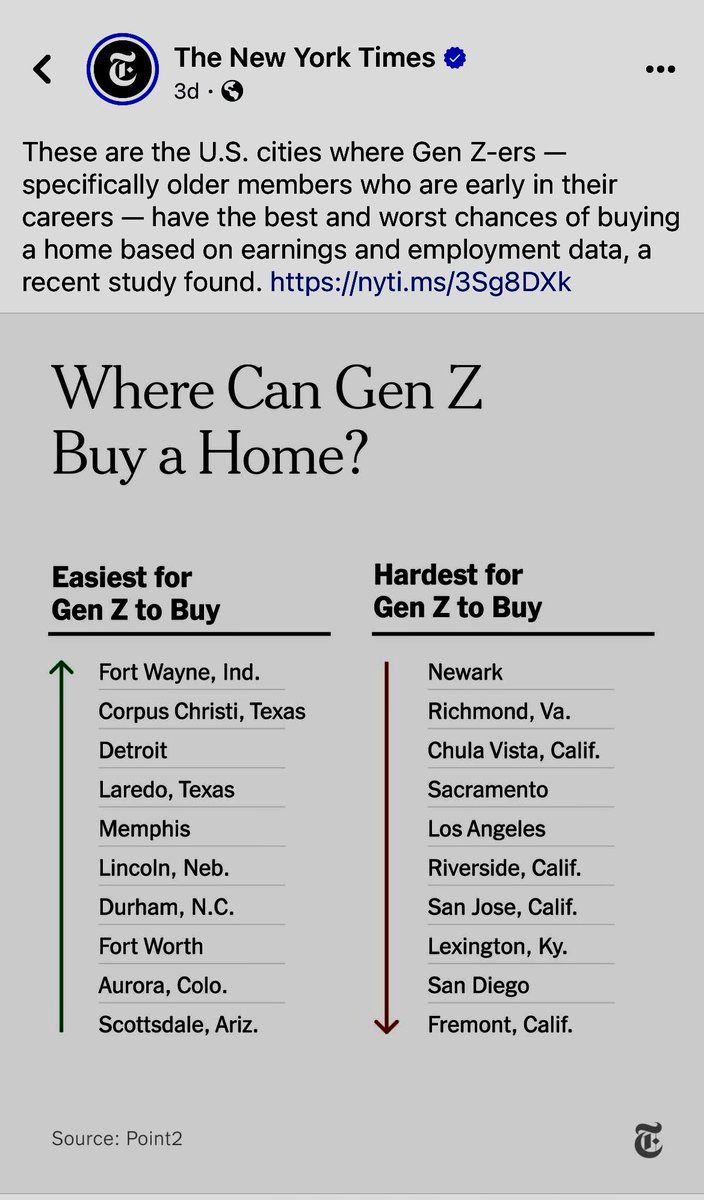 The New York Times
3d ·
These are the U.S. cities where Gen Z-ers —
specifically older members who are early in their
careers — have the best and worst chances of buying
a home based on earnings and employment data, a
recent study found. https://nyti.ms/3Sg8DXk
Where Can Gen Z
Buy a Home?
Easiest for
Gen Z to Buy
Fort Wayne, Ind.
Corpus Christi, Texas
Detroit
Laredo, Texas
Memphis
Lincoln, Neb.
Durham, N.C.
Fort Worth
Aurora, Colo.
Scottsdale, Ariz.
Hardest for
Gen Z to Buy
Newark
Richmond, Va.
Chula Vista, Calif.
Sacramento
Los Angeles
Riverside, Calif.
San Jose, Calif.
Lexington, Ky.
San Diego
Fremont, Calif.
Source: Point2